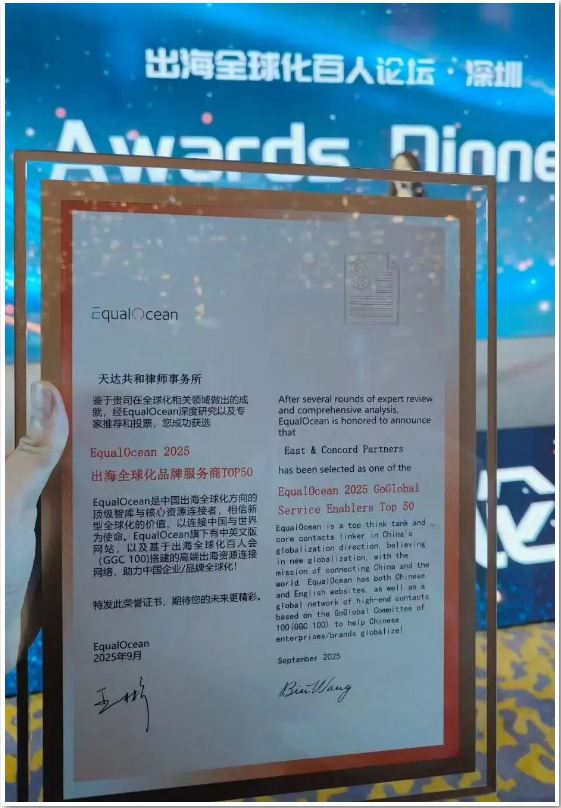 出海全球化百人论坛·深圳
Awards Dinne
EqualOcean
天达共和律师事务所
鉴于贵司在全球化相关领域做出的成
就，经EqualOcean深度研究以及专
家推荐和投票，您成功获选
EqualOcean 2025
出海全球化品牌服务商TOP50
EqualOcean是中国出海全球化方向的
顶级智库与核心资源连接者，相信新
型全球化的价值，以连接中国与世界
为使命。EqualOcean旗下有中英文版
网站，以及基于出海全球化百人会
（GGC 100)搭建的高端出海资源连接
网络，助力中国企业/品牌全球化！
特发此荣誉证书，期待您的未来更精彩。
EqualOcean
2025年9月
王彬
After several rounds of expert review
and comprehensive analysis,
EqualOcean is honored to announce
that
East & Concord Partners
has been selected as one of the
EqualOcean 2025 GoGlobal
Service Enablers Top 50
EqualOcean is a top think tank and
core contacts linker in China's
globalization direction, believing
in new globalization, with the
mission of connecting China and the
world. EqualOcean has both Chinese
and English websites, as well as a
global network of high-end contacts
based on the GoGlobal Committee of
100(GGC 100) to help Chinese
enterprises/brands globalize!
September 2025
Bin Wang